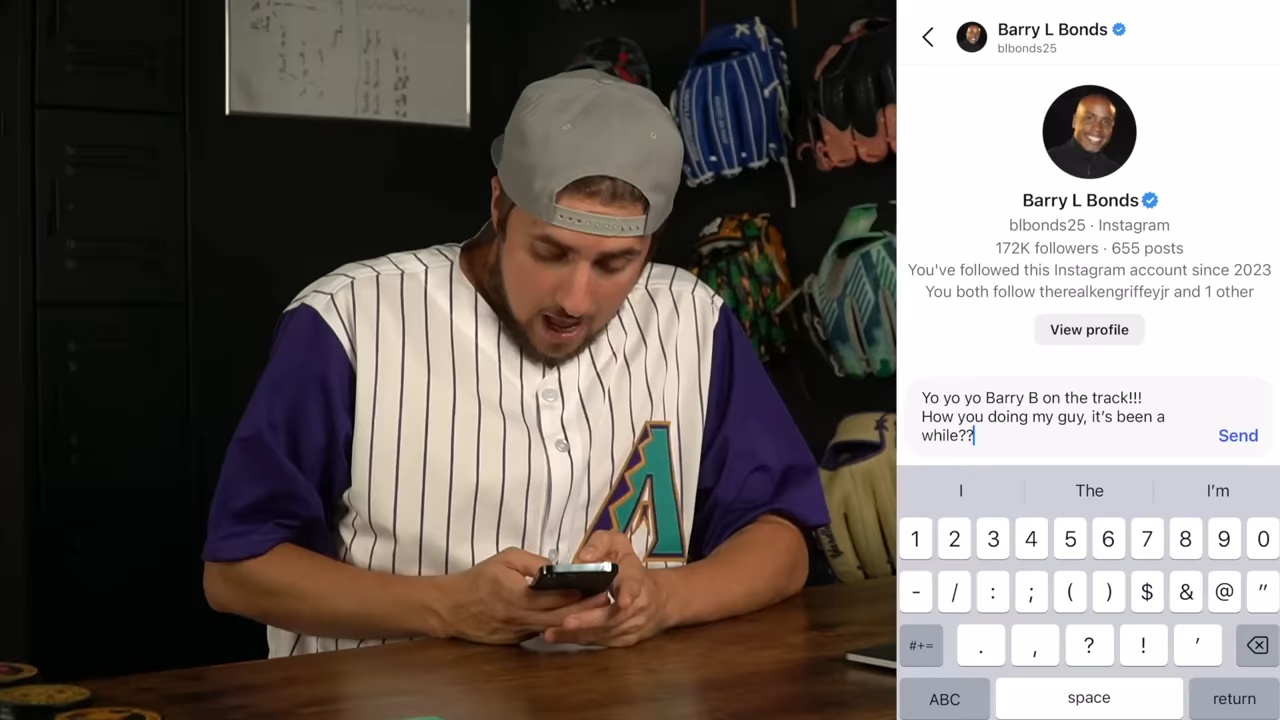 Barry L Bonds
blbonds25
Barry L Bonds
blbonds25 · Instagram
172K followers · 655 posts
You've followed this Instagram account since 2023
You both follow therealkengriffeyjr and 1 other
View profile
Yo yo yo Barry B on the track!!!
How you doing my guy, it's been a
while??
Send
I The I'm
1 2 3 4 5 6 7 8 9 0
- / : ; ( ) $ & @ "
#+= . , ? ! '
ABC space return